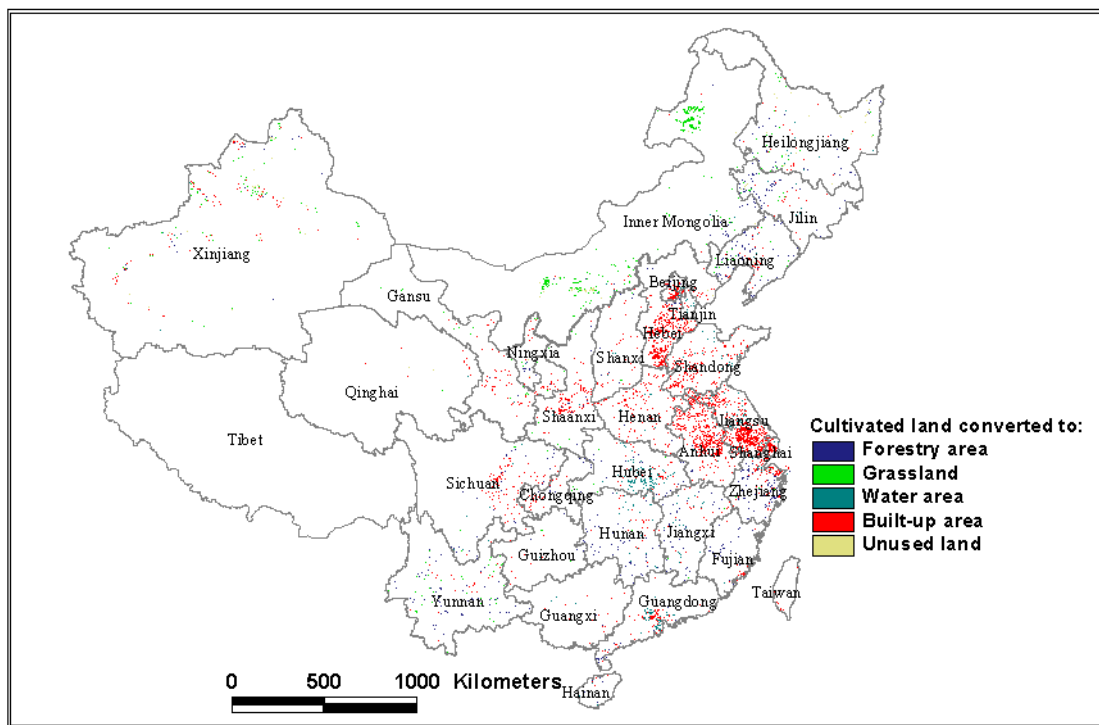 Heilongjiang
Jilin
Inner Mongolia
Liaoning
Xinjiang
Beijing
Gansu
Tianjin
Hebei
Ningxia
Shanxi
Shandong
Qinghai
Shaanxi
Henan
Jiangsu
Tibet
Anhui
Shanghai
Hubei
Sichuan
Chongqing
Zhejiang
Hunan
Jiangxi
Guizhou
Fujian
Yunnan
Guangxi
Guangdong
Taiwan
Hainan
Cultivated land converted to:
Forestry area
Grassland
Water area
Built-up area
Unused land
0 500 1000 Kilometers